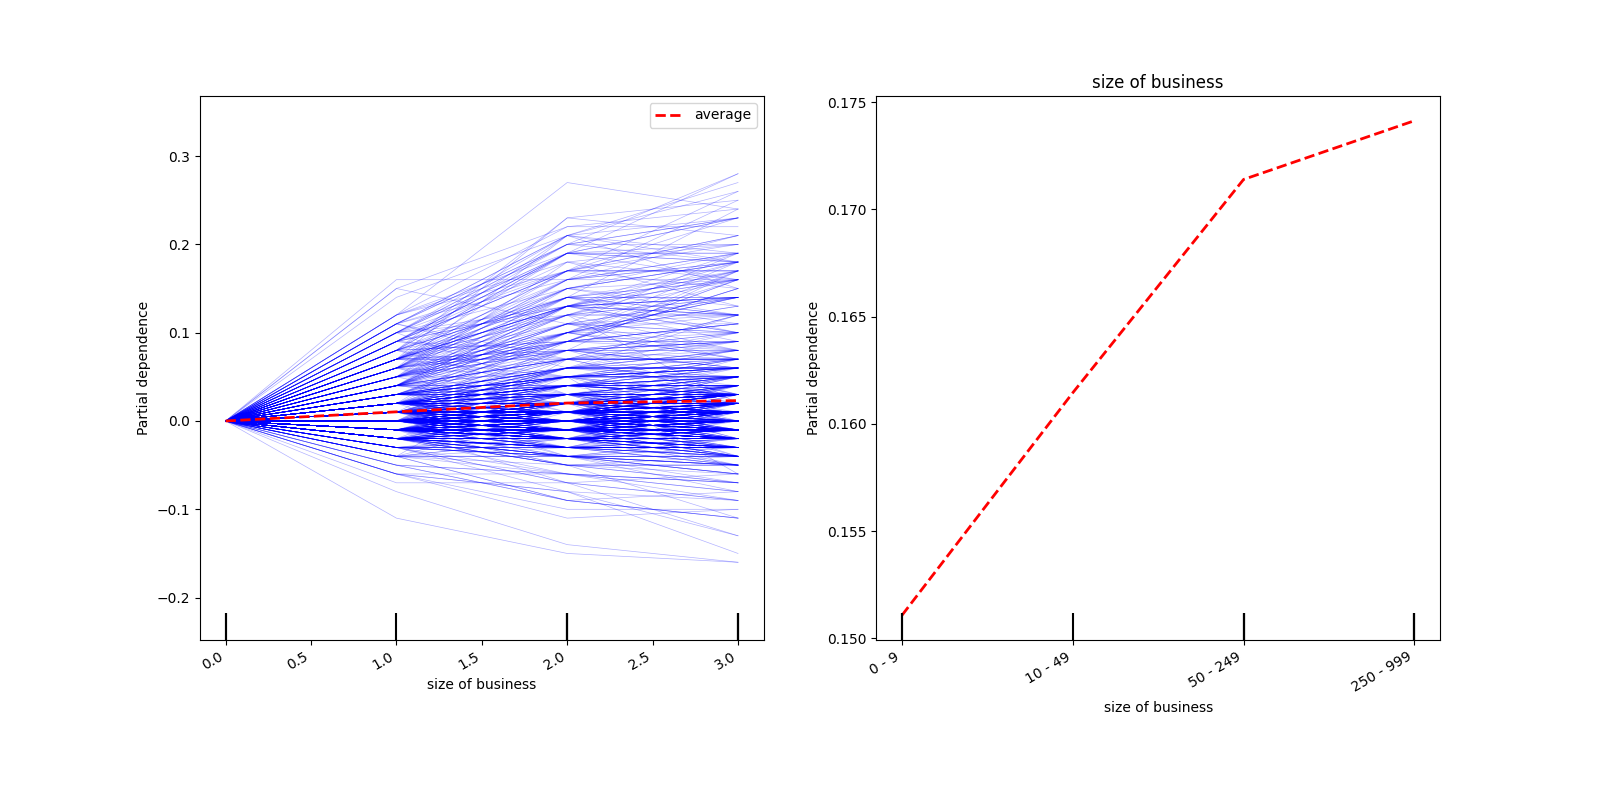 average
0.3
0.2
0.1
0.0
−0.1
−0.2
Partial dependence
0.0
0.5
1.0
1.5
2.0
2.5
3.0
size of business
size of business
0.175
0.170
0.165
0.160
0.155
0.150
Partial dependence
0 - 9
10 - 49
50 - 249
250 - 999
size of business